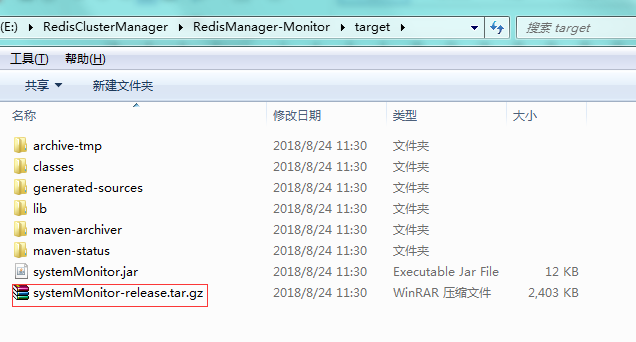 (E:) RedisClusterManager RedisManager-Monitor target 搜索 target
工具(T) 帮助(H)
共享 新建文件夹
名称 修改日期 类型 大小
archive-tmp 2018/8/24 11:30 文件夹
classes 2018/8/24 11:30 文件夹
generated-sources 2018/8/24 11:30 文件夹
lib 2018/8/24 11:30 文件夹
maven-archiver 2018/8/24 11:30 文件夹
maven-status 2018/8/24 11:30 文件夹
systemMonitor.jar 2018/8/24 11:30 Executable Jar File 12 KB
systemMonitor-release.tar.gz 2018/8/24 11:30 WinRAR 压缩文件 2,403 KB